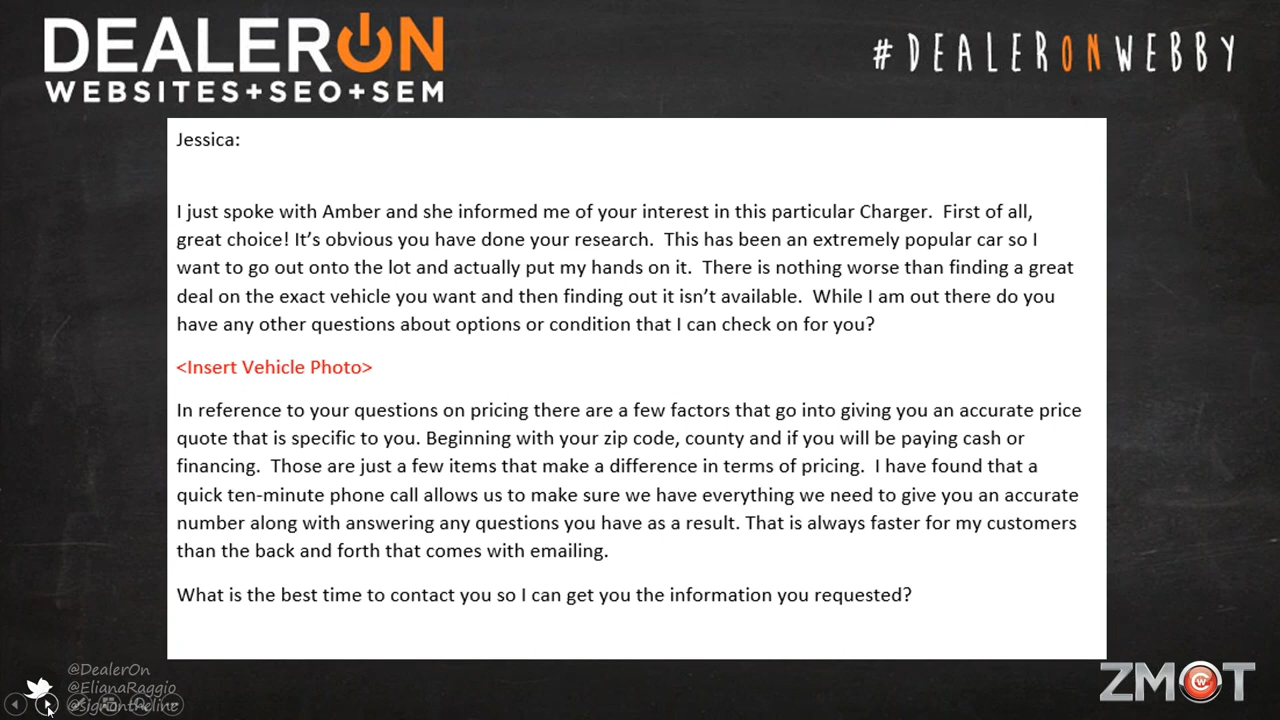 DEALERON
WEBSITES+SEO+SEM
#DEALERONWEBBY
Jessica:
I just spoke with Amber and she informed me of your interest in this particular Charger.  First of all,
great choice! It's obvious you have done your research.  This has been an extremely popular car so I
want to go out onto the lot and actually put my hands on it.  There is nothing worse than finding a great
deal on the exact vehicle you want and then finding out it isn't available.  While I am out there do you
have any other questions about options or condition that I can check on for you?
<Insert Vehicle Photo>
In reference to your questions on pricing there are a few factors that go into giving you an accurate price
quote that is specific to you. Beginning with your zip code, county and if you will be paying cash or
financing.  Those are just a few items that make a difference in terms of pricing.  I have found that a
quick ten-minute phone call allows us to make sure we have everything we need to give you an accurate
number along with answering any questions you have as a result. That is always faster for my customers
than the back and forth that comes with emailing.
What is the best time to contact you so I can get you the information you requested?
@DealerOn
@ElianaRaggio
@signontheline
ZMOT